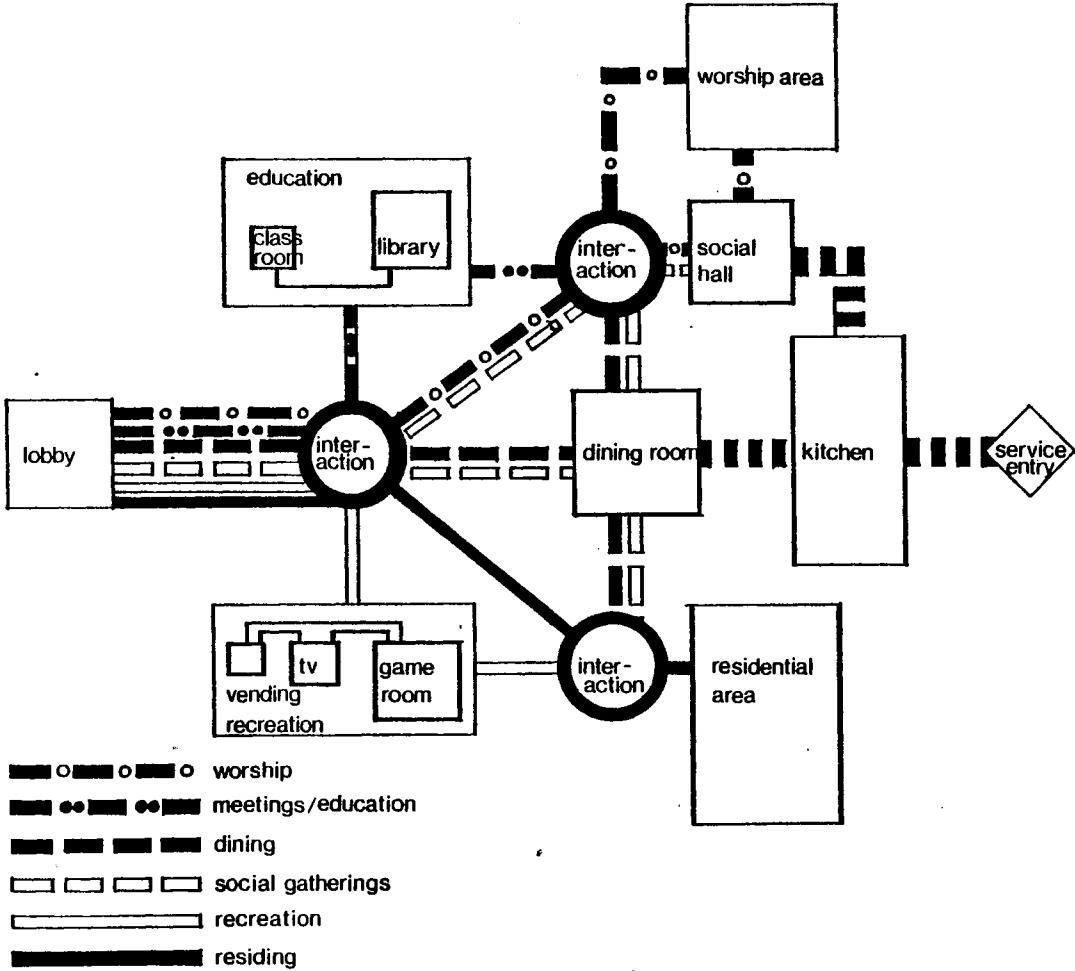 worship area
education
class
room
library
inter-
action
social
hall
lobby
inter-
action
dining room
kitchen
service
entry
tv
game
room
vending
recreation
inter-
action
residential
area
worship
meetings/education
dining
social gatherings
recreation
residing